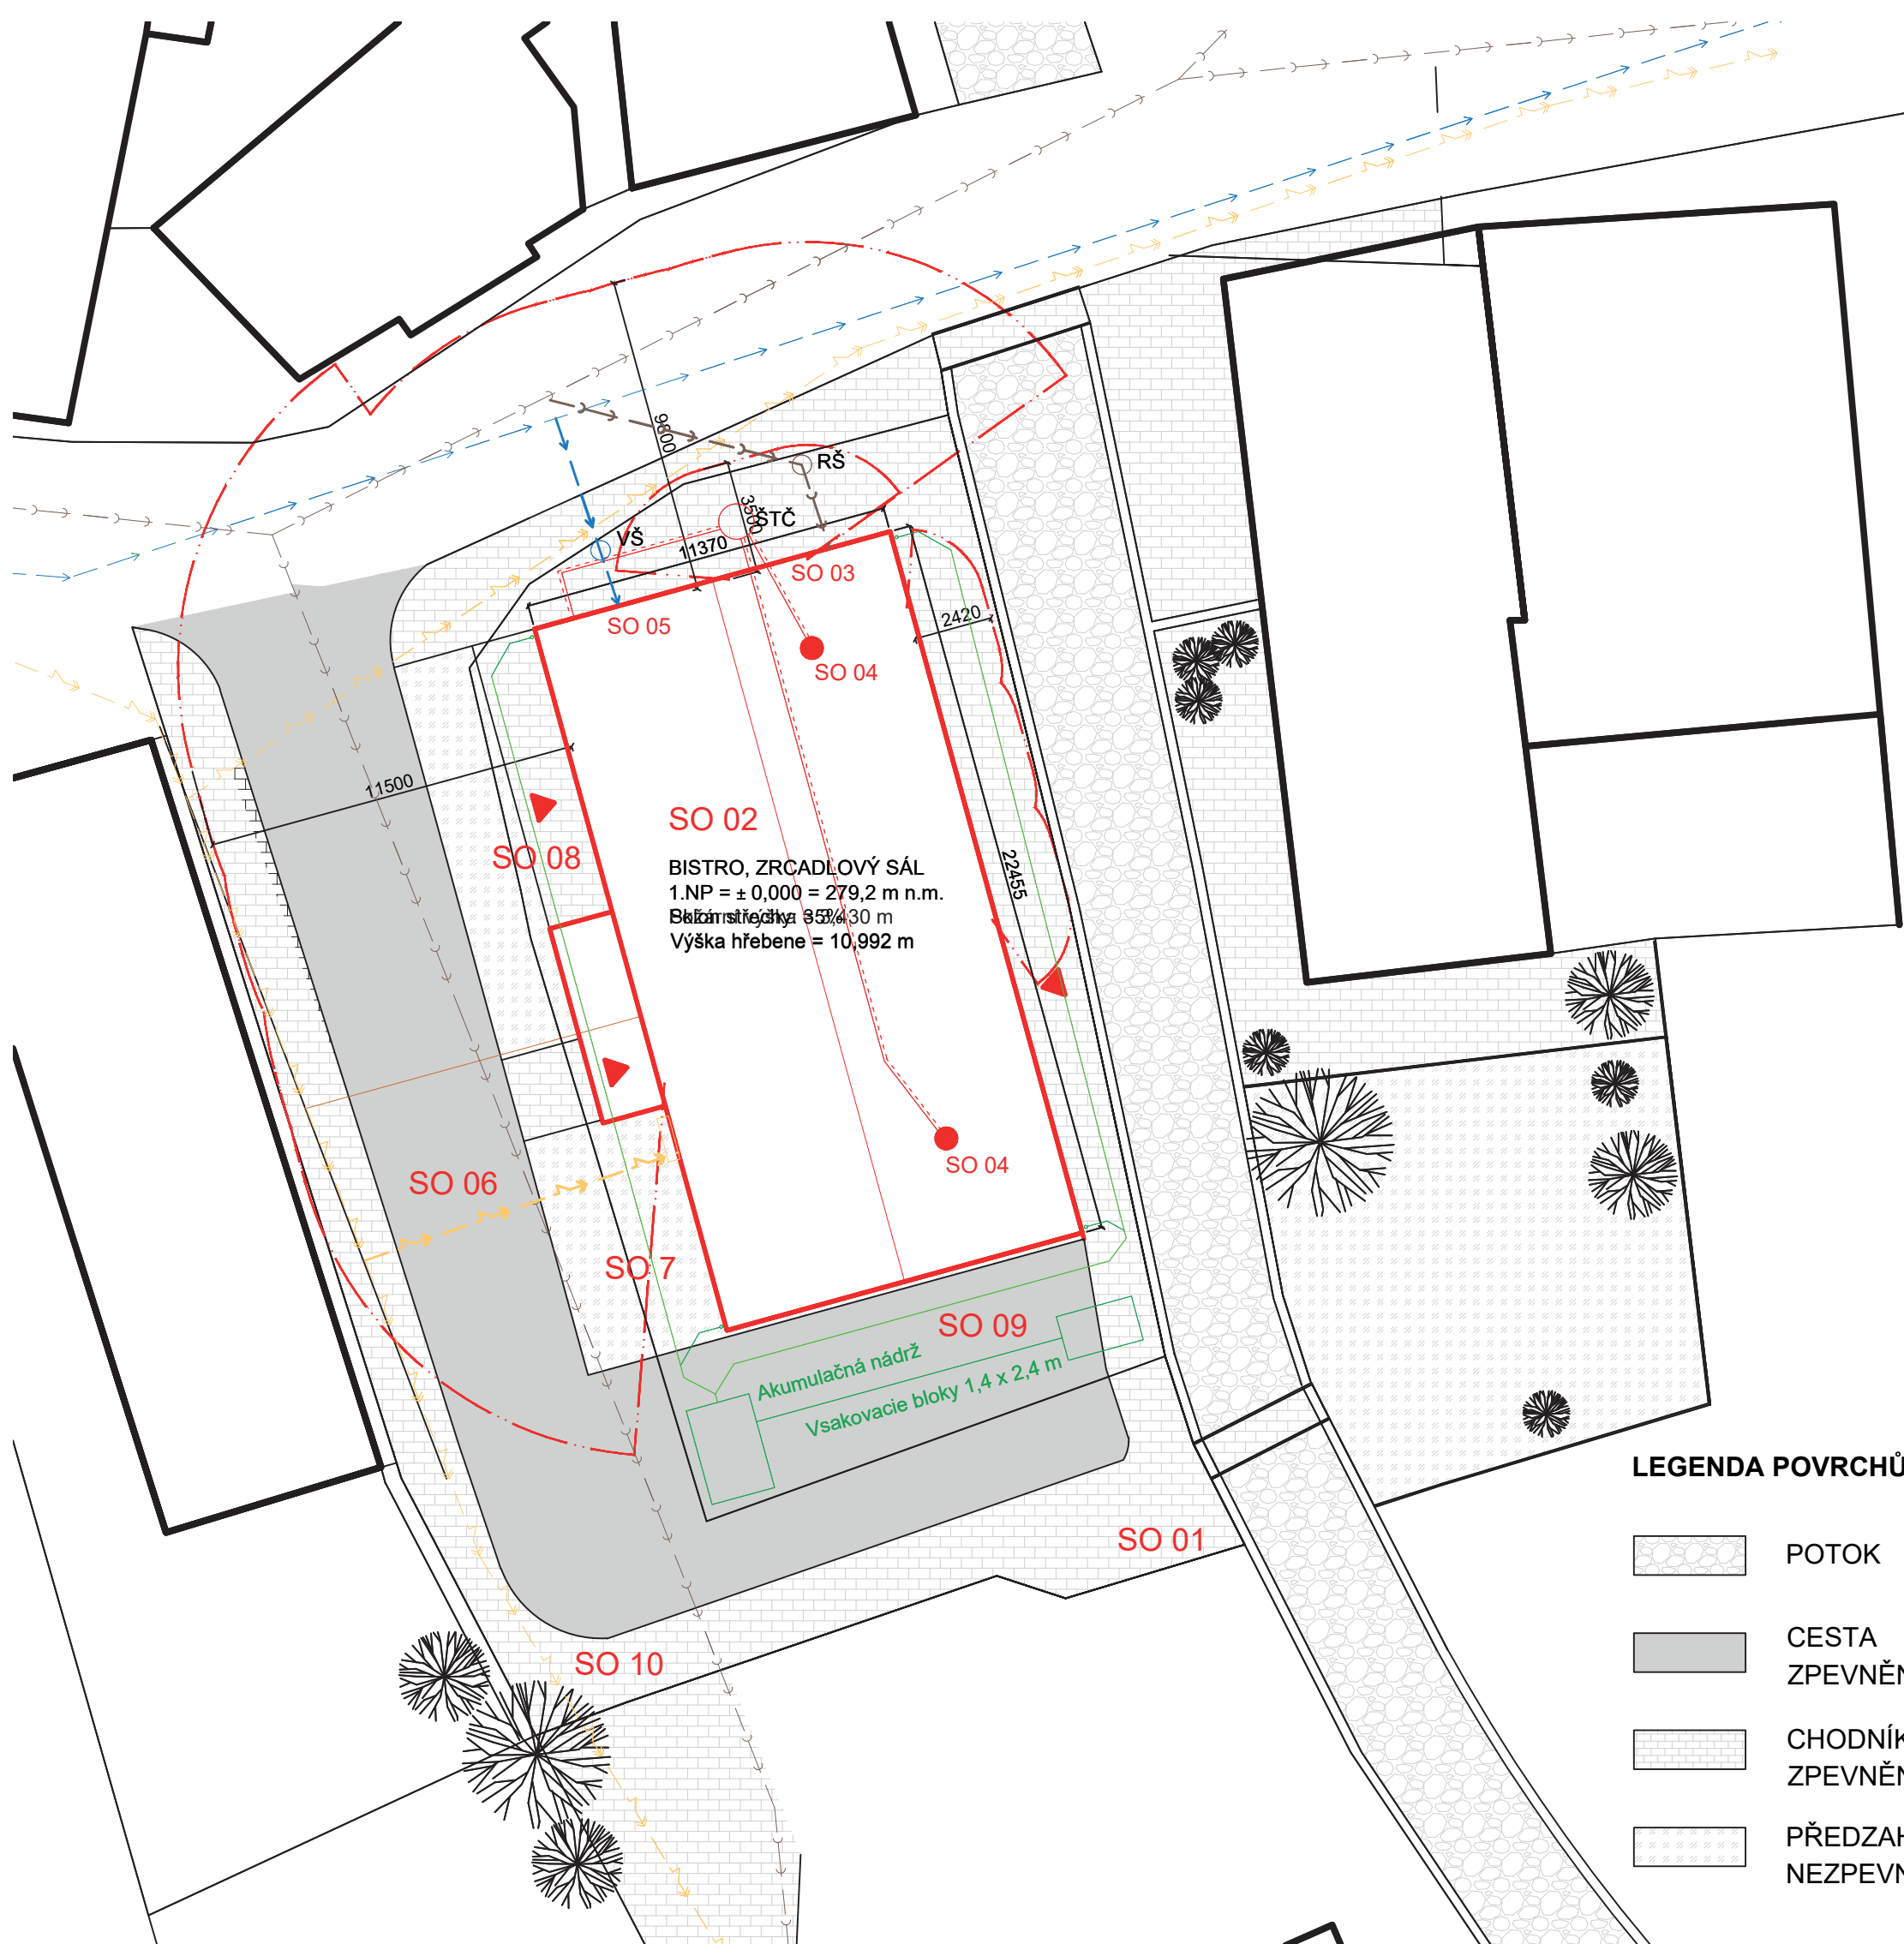 9800
RŠ
3500
ŠTČ
VŠ
11370
SO 03
SO 05
2420
SO 04
11500
SO 02
SO 08
22455
BISTRO, ZRCADLOVÝ SÁL
1.NP = ± 0,000 = 279,2 m n.m.
Výška hřebene = 10,992 m
SO 04
SO 06
SO 7
SO 09
Akumulačná nádrž
Vsakovacie bloky 1,4 x 2,4 m
SO 01
SO 10
LEGENDA POVRCHŮ
POTOK
CESTA
ZPEVNĚN
CHODNÍK
ZPEVNĚN
PŘEDZAH
NEZPEVN